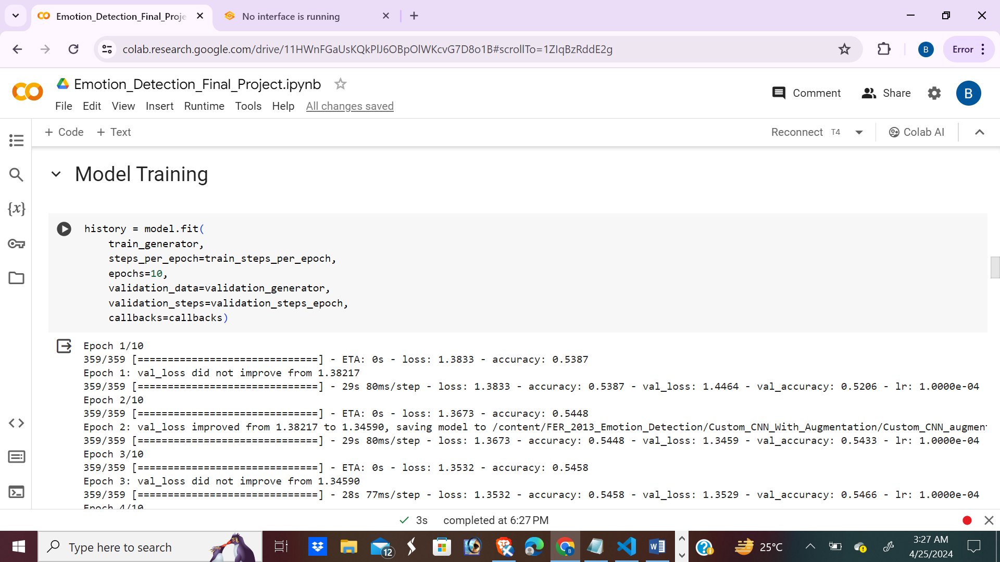 Emotion_Detection_Final_Proje
No interface is running
colab.research.google.com/drive/11HWnFGaUsKQkPlJ6OBpOlWKcvG7D8o1B#scrollTo=1ZIqBzRddE2g
B
Error
Emotion_Detection_Final_Project.ipynb
Comment
Share
B
File Edit View Insert Runtime Tools Help All changes saved
+ Code + Text
Reconnect T4
Colab AI
Model Training
history = model.fit(
    train_generator,
    steps_per_epoch=train_steps_per_epoch,
    epochs=10,
    validation_data=validation_generator,
    validation_steps=validation_steps_epoch,
    callbacks=callbacks)
Epoch 1/10
359/359 [==============================] - ETA: 0s - loss: 1.3833 - accuracy: 0.5387
Epoch 1: val_loss did not improve from 1.38217
359/359 [==============================] - 29s 80ms/step - loss: 1.3833 - accuracy: 0.5387 - val_loss: 1.4464 - val_accuracy: 0.5206 - lr: 1.0000e-04
Epoch 2/10
359/359 [==============================] - ETA: 0s - loss: 1.3673 - accuracy: 0.5448
Epoch 2: val_loss improved from 1.38217 to 1.34590, saving model to /content/FER_2013_Emotion_Detection/Custom_CNN_With_Augmentation/Custom_CNN_augment
359/359 [==============================] - 29s 80ms/step - loss: 1.3673 - accuracy: 0.5448 - val_loss: 1.3459 - val_accuracy: 0.5433 - lr: 1.0000e-04
Epoch 3/10
359/359 [==============================] - ETA: 0s - loss: 1.3532 - accuracy: 0.5458
Epoch 3: val_loss did not improve from 1.34590
359/359 [==============================] - 28s 77ms/step - loss: 1.3532 - accuracy: 0.5458 - val_loss: 1.3529 - val_accuracy: 0.5466 - lr: 1.0000e-04
Epoch 4/10
3s completed at 6:27 PM
Type here to search
12
B
25°C
3:27 AM
4/25/2024